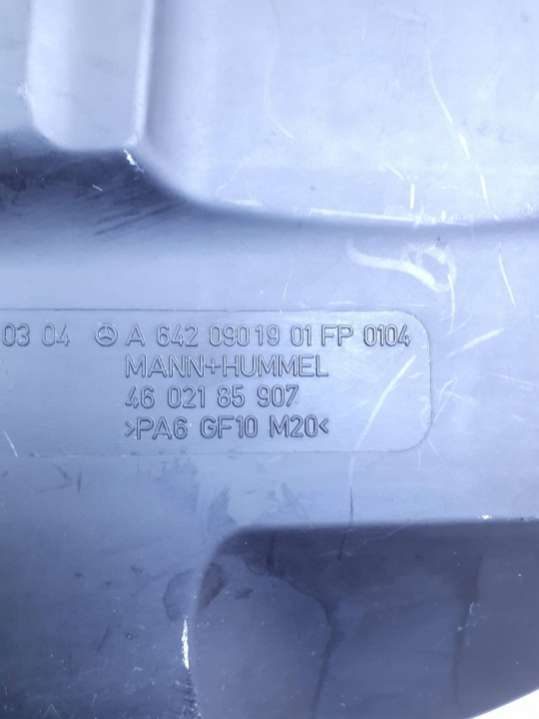 03 04 A 642 090 19 01 FP 0104
MANN+HUMMEL
46 021 85 907
>PA6 GF10 M20<